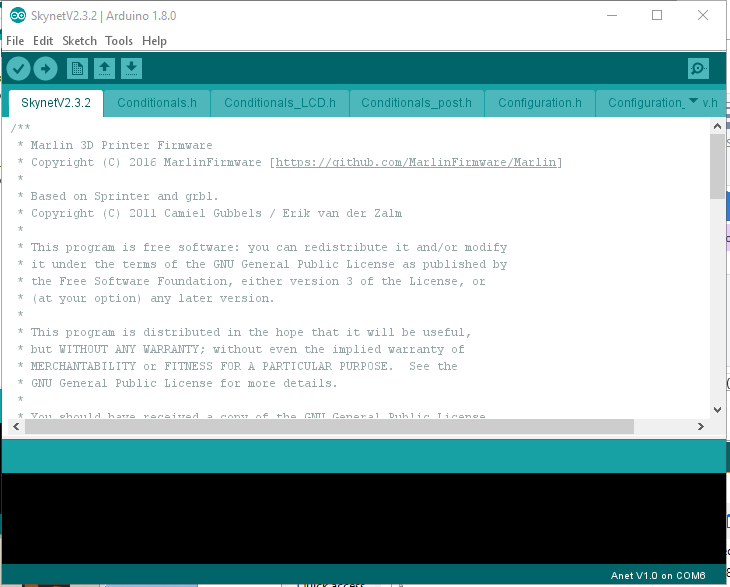 SkynetV2.3.2 | Arduino 1.8.0
File Edit Sketch Tools Help
SkynetV2.3.2 Conditionals.h Conditionals_LCD.h Conditionals_post.h Configuration.h Configuration_ v.h
/**
* Marlin 3D Printer Firmware
* Copyright (C) 2016 MarlinFirmware [https://github.com/MarlinFirmware/Marlin]
*
* Based on Sprinter and grbl.
* Copyright (C) 2011 Camiel Gubbels / Erik van der Zalm
*
* This program is free software: you can redistribute it and/or modify
* it under the terms of the GNU General Public License as published by
* the Free Software Foundation, either version 3 of the License, or
* (at your option) any later version.
*
* This program is distributed in the hope that it will be useful,
* but WITHOUT ANY WARRANTY; without even the implied warranty of
* MERCHANTABILITY or FITNESS FOR A PARTICULAR PURPOSE.  See the
* GNU General Public License for more details.
*
* You should have received a copy of the GNU General Public License
Anet V1.0 on COM6
Quick access